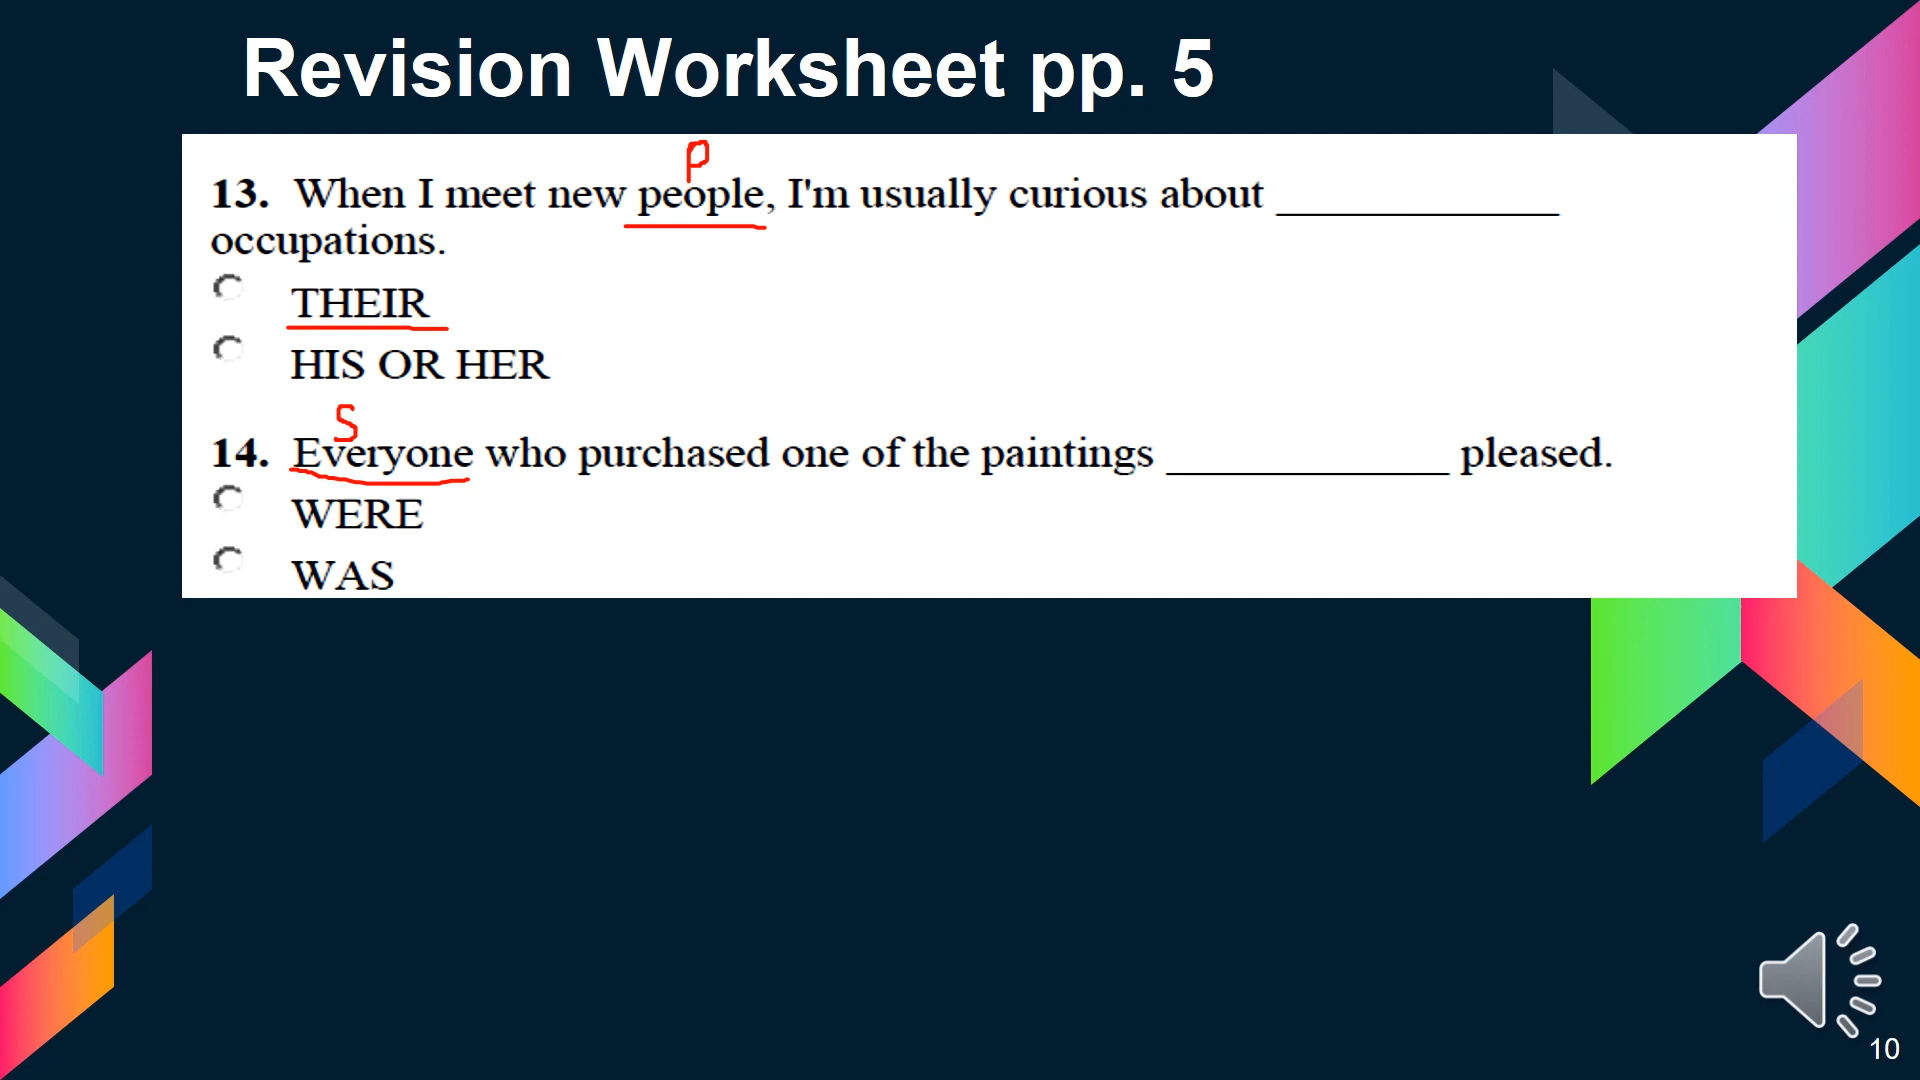 Revision Worksheet pp. 5
P
13. When I meet new people, I'm usually curious about _____________
occupations.
THEIR
HIS OR HER
S
14. Everyone who purchased one of the paintings _____________ pleased.
WERE
WAS
10